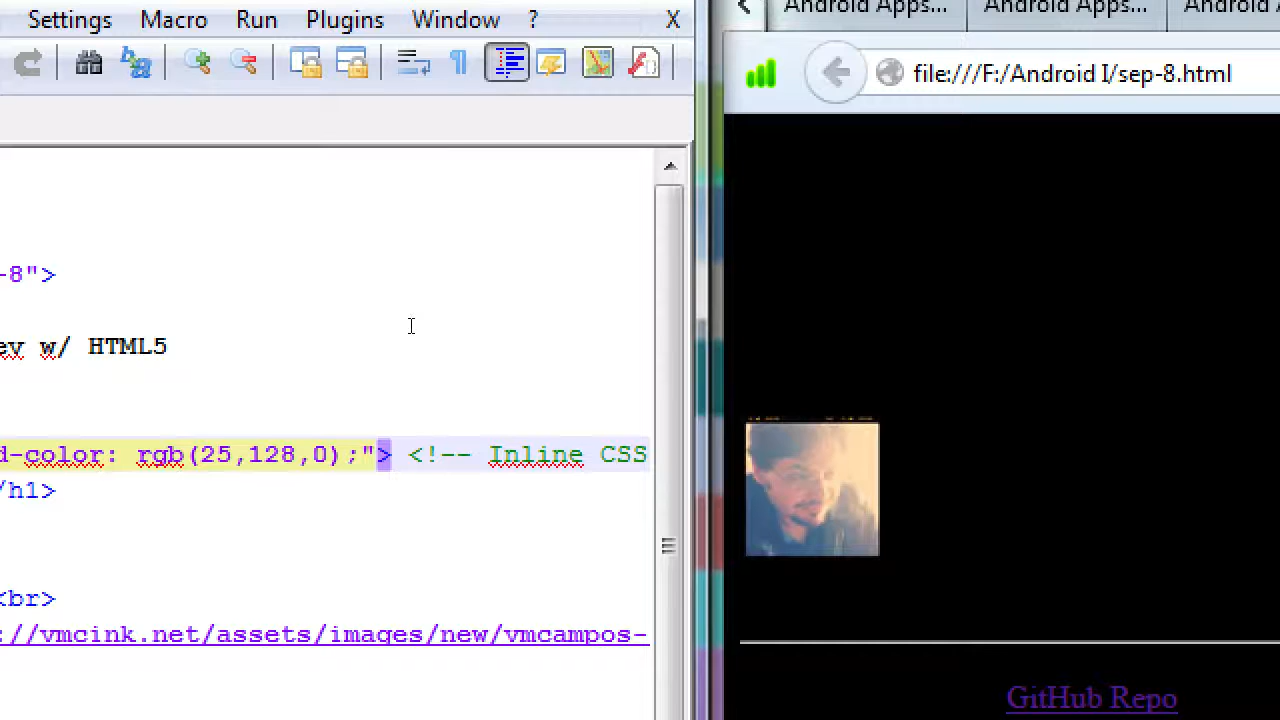 Settings Macro Run Plugins Window ? X
-8">
ev w/ HTML5
d-color: rgb(25,128,0);"> <!-- Inline CSS
/h1>
<br>
://vmcink.net/assets/images/new/vmcampos-
Android Apps... Android Apps... Android
file:///F:/Android I/sep-8.html
GitHub Repo